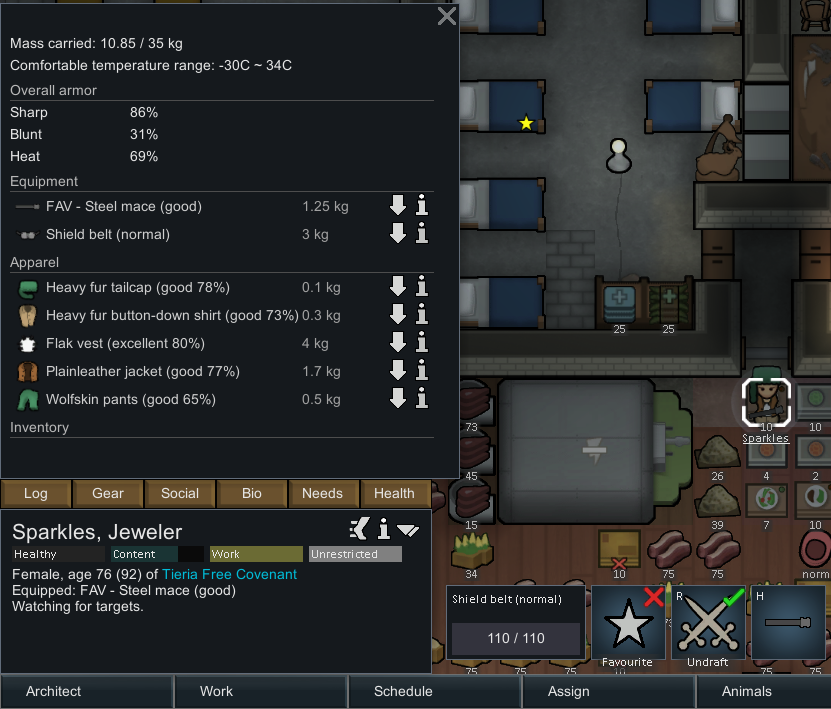 Mass carried: 10.85 / 35 kg
Comfortable temperature range: -30C ~ 34C
Overall armor
Sharp 86%
Blunt 31%
Heat 69%
Equipment
FAV - Steel mace (good) 1.25 kg
Shield belt (normal) 3 kg
Apparel
Heavy fur tailcap (good 78%) 0.1 kg
Heavy fur button-down shirt (good 73%) 0.3 kg
Flak vest (excellent 80%) 4 kg
Plainleather jacket (good 77%) 1.7 kg
Wolfskin pants (good 65%) 0.5 kg
Inventory
25 25
73 10 10
Sparkles
45 26 4 2
15 39 7 10
34 10 75 75 norm
Log Gear Social Bio Needs Health
Sparkles, Jeweler
Healthy Content Work Unrestricted
Female, age 76 (92) of Tieria Free Covenant
Equipped: FAV - Steel mace (good)
Watching for targets.
Shield belt (normal)
110 / 110
Favourite
R
Undraft
H
75 75 75 75 75
Architect Work Schedule Assign Animals